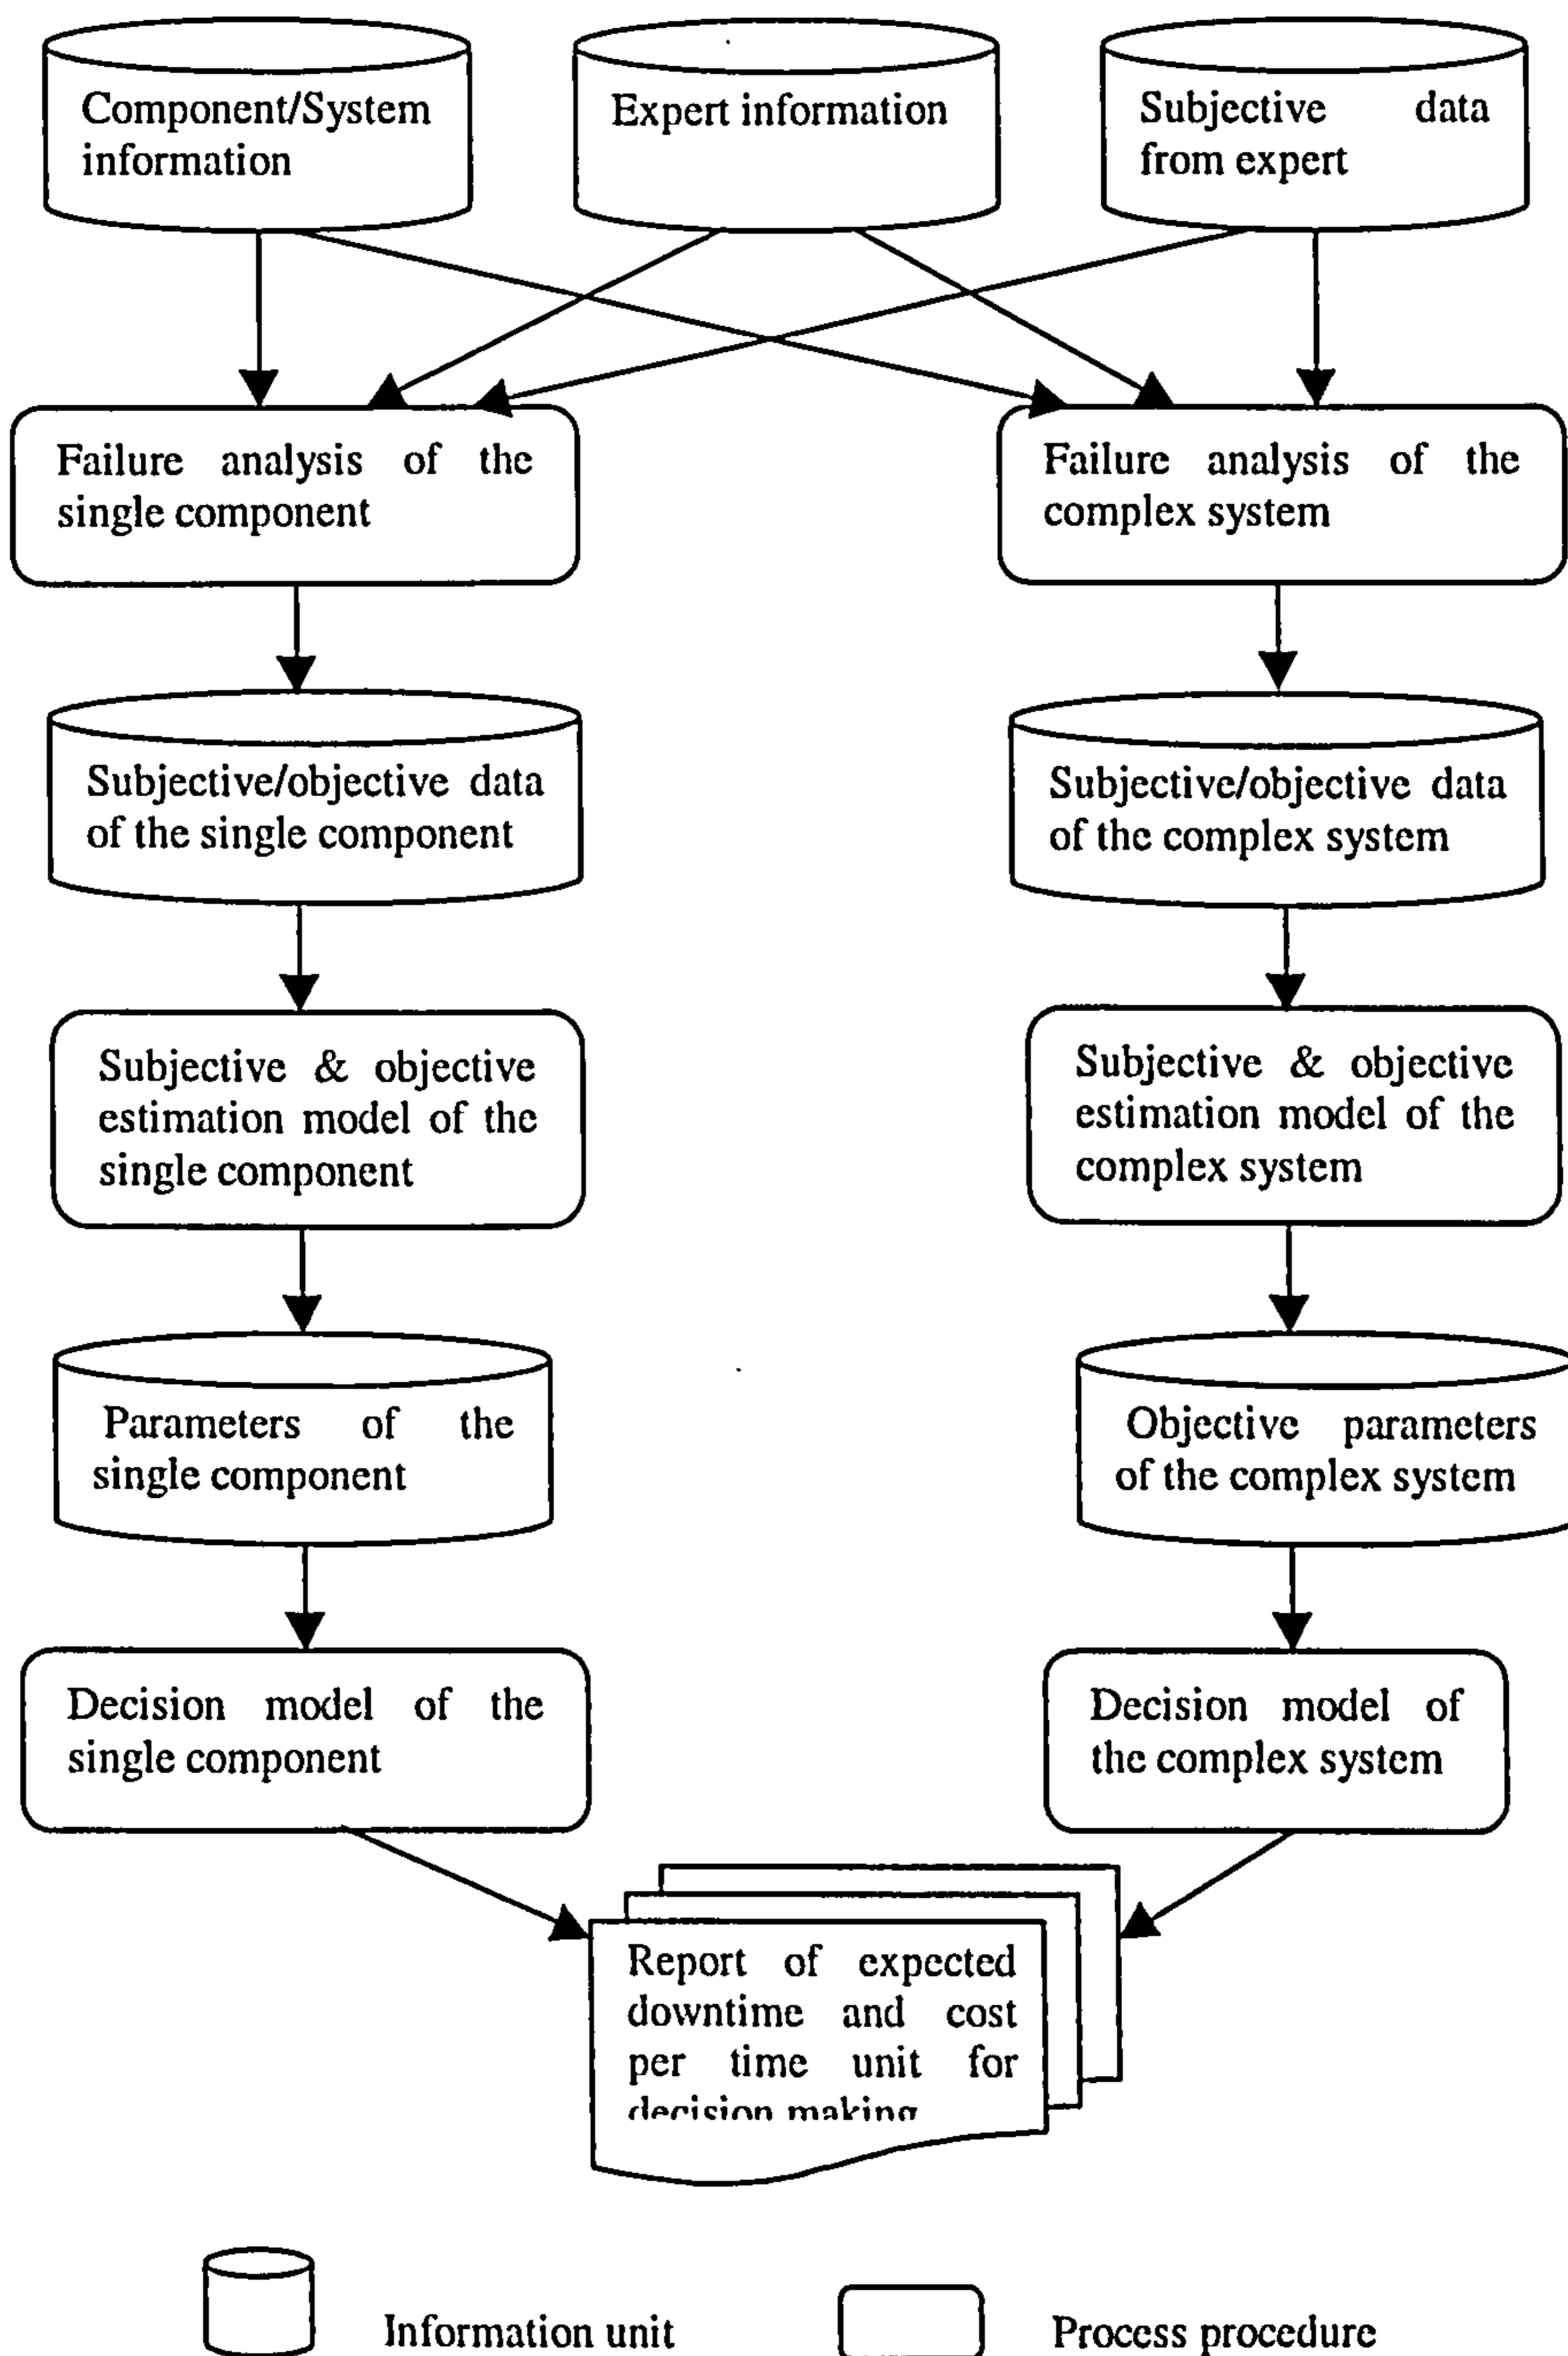 Component/System
information
Expert information
Subjective data
from expert
Failure analysis of the
single component
Failure analysis of the
complex system
Subjective/objective data
of the single component
Subjective/objective data
of the complex system
Subjective & objective
estimation model of the
single component
Subjective & objective
estimation model of the
complex system
Parameters of the
single component
Objective parameters
of the complex system
Decision model of the
single component
Decision model of
the complex system
Report of expected
downtime and cost
per time unit for
decision making
Information unit
Process procedure